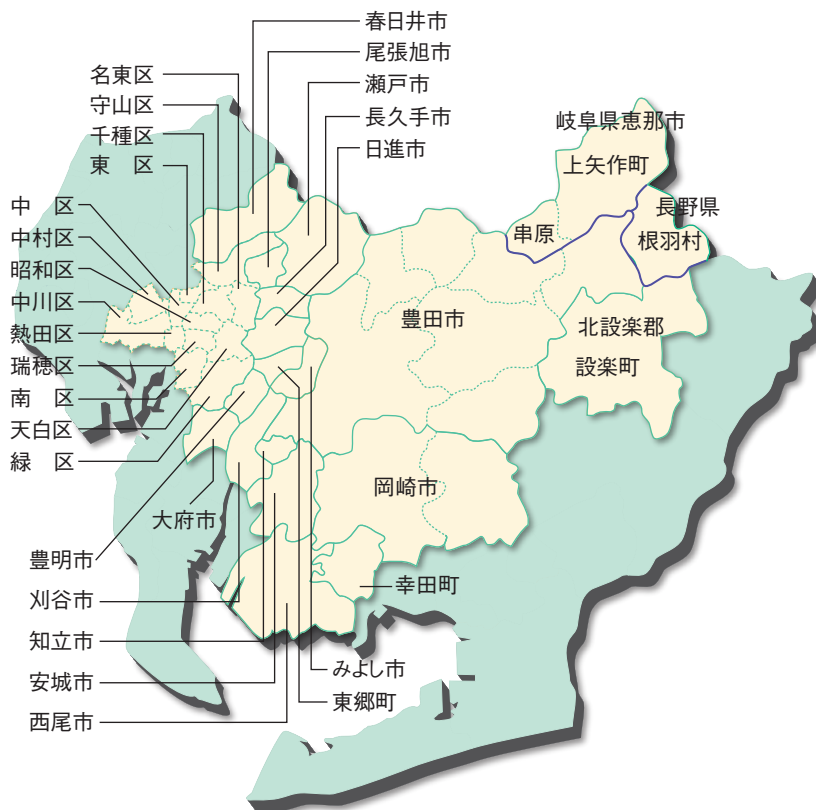 春日井市
尾張旭市
瀬戸市
長久手市
日進市
名東区
守山区
千種区
東　区
中　区
中村区
昭和区
中川区
熱田区
瑞穂区
南　区
天白区
緑　区
大府市
豊明市
刈谷市
知立市
安城市
西尾市
岐阜県恵那市
上矢作町
串原
長野県
根羽村
豊田市
北設楽郡
設楽町
岡崎市
幸田町
みよし市
東郷町